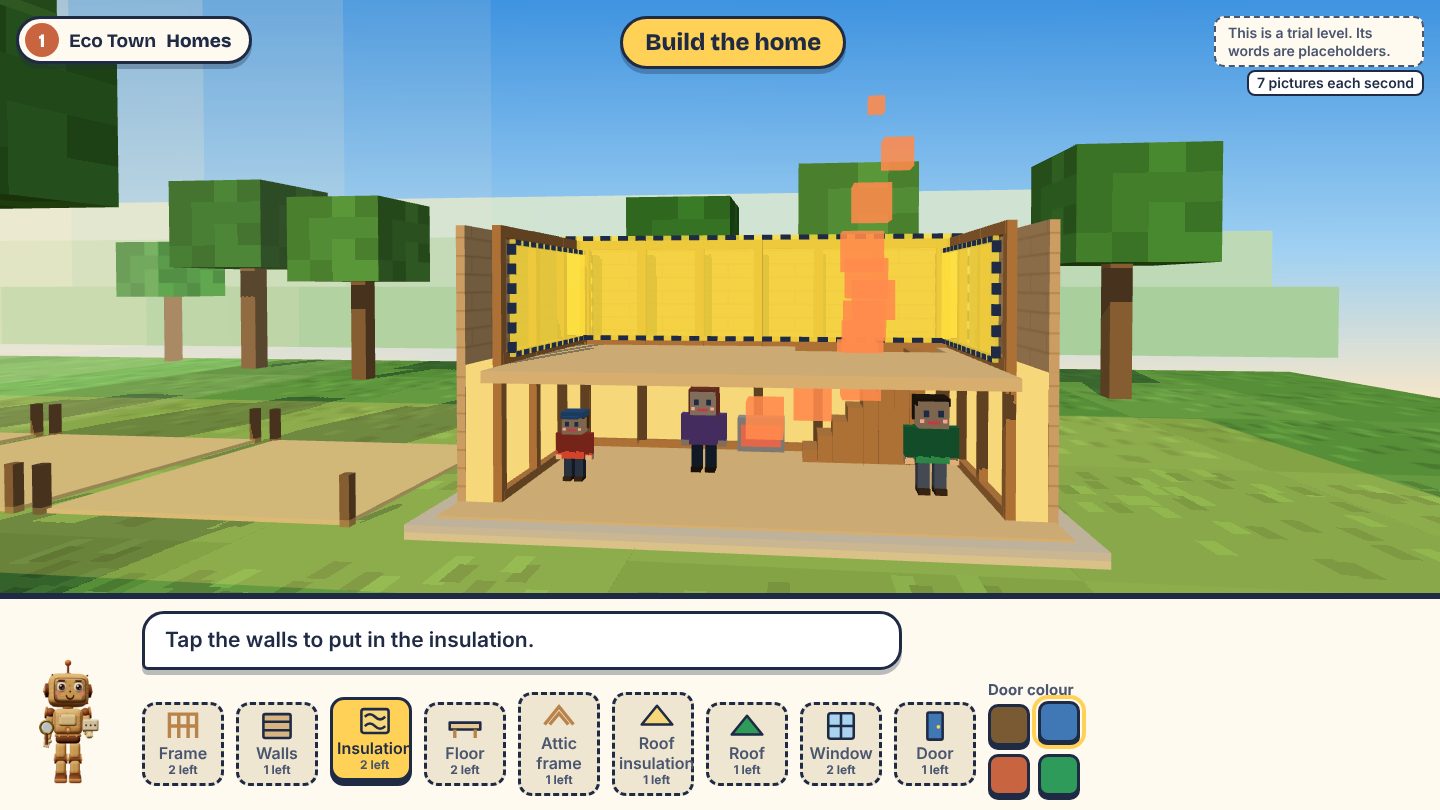 1 Eco Town Homes
Build the home
This is a trial level. Its
words are placeholders.
7 pictures each second
Tap the walls to put in the insulation.
Door colour
Frame
2 left
Walls
1 left
Insulation
2 left
Floor
2 left
Attic
frame
1 left
Roof
insulation
1 left
Roof
1 left
Window
2 left
Door
1 left